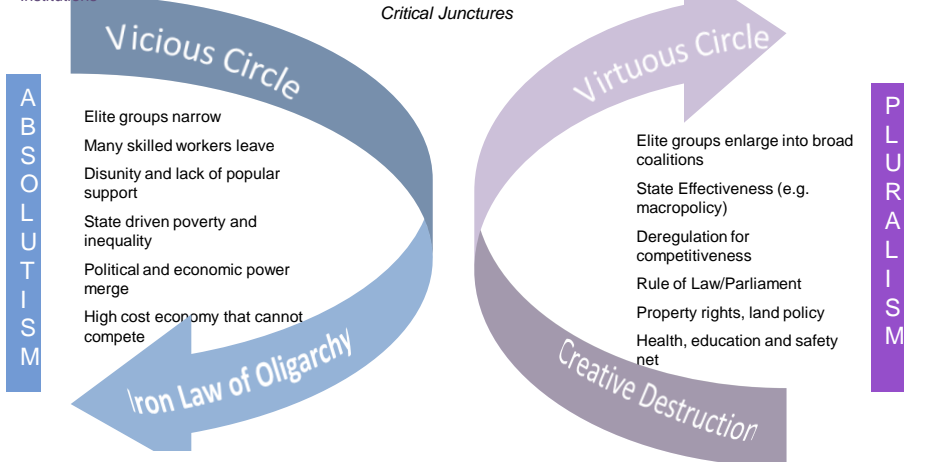 Institutions
Critical Junctures
Vicious Circle
Virtuous Circle
ABSOLUTISM
Elite groups narrow
Many skilled workers leave
Disunity and lack of popular
support
State driven poverty and
inequality
Political and economic power
merge
High cost economy that cannot
compete
Iron Law of Oligarchy
Elite groups enlarge into broad
coalitions
State Effectiveness (e.g.
macropolicy)
Deregulation for
competitiveness
Rule of Law/Parliament
Property rights, land policy
Health, education and safety
net
Creative Destruction
PLURALISM